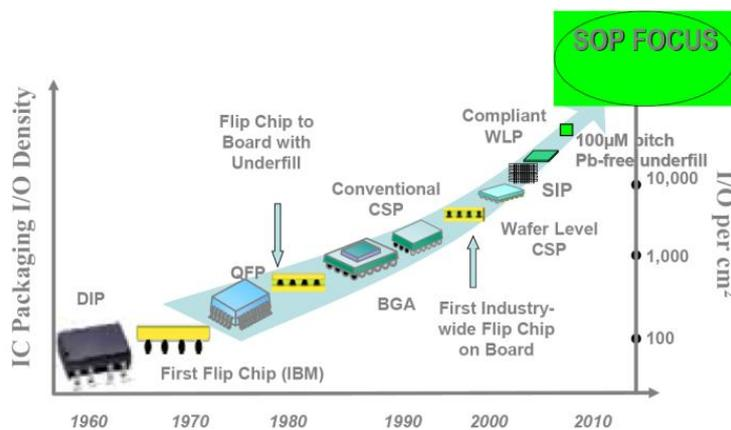 SOP FOCUS
IC Packaging I/O Density
Flip Chip to
Board with
Underfill
Compliant
WLP
100µM pitch
Pb-free underfill
Conventional
CSP
SIP
10,000
I/O per cm²
Wafer Level
CSP
1,000
QFP
DIP
BGA
First Industry-
wide Flip Chip
on Board
100
First Flip Chip (IBM)
1960
1970
1980
1990
2000
2010